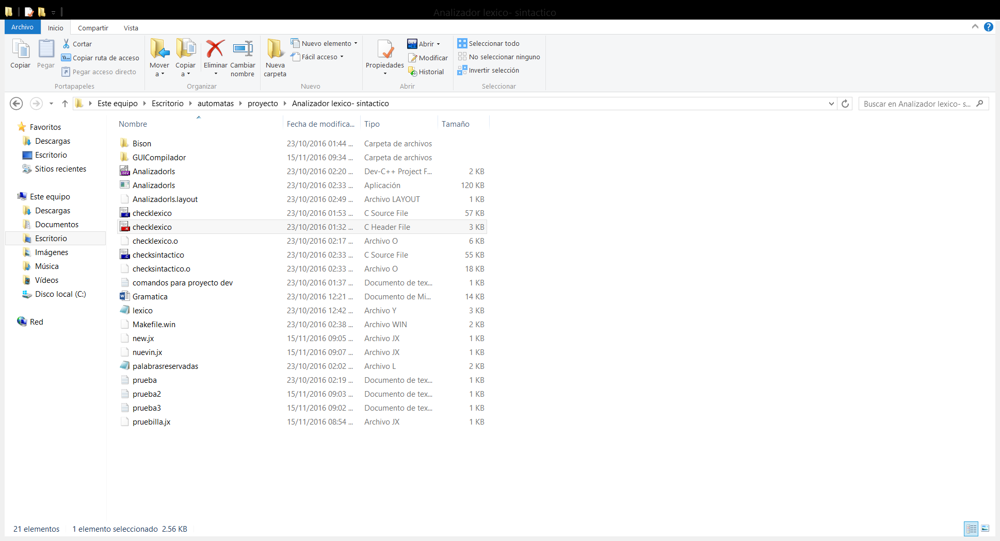 Analizador lexico- sintactico
Archivo Inicio Compartir Vista
Copiar
Pegar
Cortar
Copiar ruta de acceso
Pegar acceso directo
Portapapeles
Mover a
Copiar a
Eliminar
Cambiar nombre
Organizar
Nueva carpeta
Nuevo elemento
Fácil acceso
Nuevo
Propiedades
Abrir
Modificar
Historial
Abrir
Seleccionar todo
No seleccionar ninguno
Invertir selección
Seleccionar
Este equipo Escritorio automatas proyecto Analizador lexico- sintactico
Buscar en Analizador lexico- s...
Favoritos
Descargas
Escritorio
Sitios recientes
Este equipo
Descargas
Documentos
Escritorio
Imágenes
Música
Vídeos
Disco local (C:)
Red
Nombre Fecha de modifica... Tipo Tamaño
Bison 23/10/2016 01:44 ... Carpeta de archivos
GUICompilador 15/11/2016 09:34 ... Carpeta de archivos
Analizadorls 23/10/2016 02:20 ... Dev-C++ Project F... 2 KB
Analizadorls 23/10/2016 02:33 ... Aplicación 120 KB
Analizadorls.layout 23/10/2016 02:49 ... Archivo LAYOUT 1 KB
checklexico 23/10/2016 01:53 ... C Source File 57 KB
checklexico 23/10/2016 01:32 ... C Header File 3 KB
checklexico.o 23/10/2016 02:17 ... Archivo O 6 KB
checksintactico 23/10/2016 02:33 ... C Source File 55 KB
checksintactico.o 23/10/2016 02:33 ... Archivo O 18 KB
comandos para proyecto dev 23/10/2016 01:37 ... Documento de tex... 1 KB
Gramatica 23/10/2016 12:21 ... Documento de Mi... 14 KB
lexico 23/10/2016 12:42 ... Archivo Y 3 KB
Makefile.win 23/10/2016 02:38 ... Archivo WIN 2 KB
new.jx 15/11/2016 09:05 ... Archivo JX 1 KB
nuevin.jx 15/11/2016 09:07 ... Archivo JX 1 KB
palabrasreservadas 23/10/2016 02:02 ... Archivo L 2 KB
prueba 23/10/2016 02:19 ... Documento de tex... 1 KB
prueba2 15/11/2016 09:03 ... Documento de tex... 1 KB
prueba3 15/11/2016 09:02 ... Documento de tex... 1 KB
pruebilla.jx 15/11/2016 08:54 ... Archivo JX 1 KB
21 elementos 1 elemento seleccionado 2.56 KB